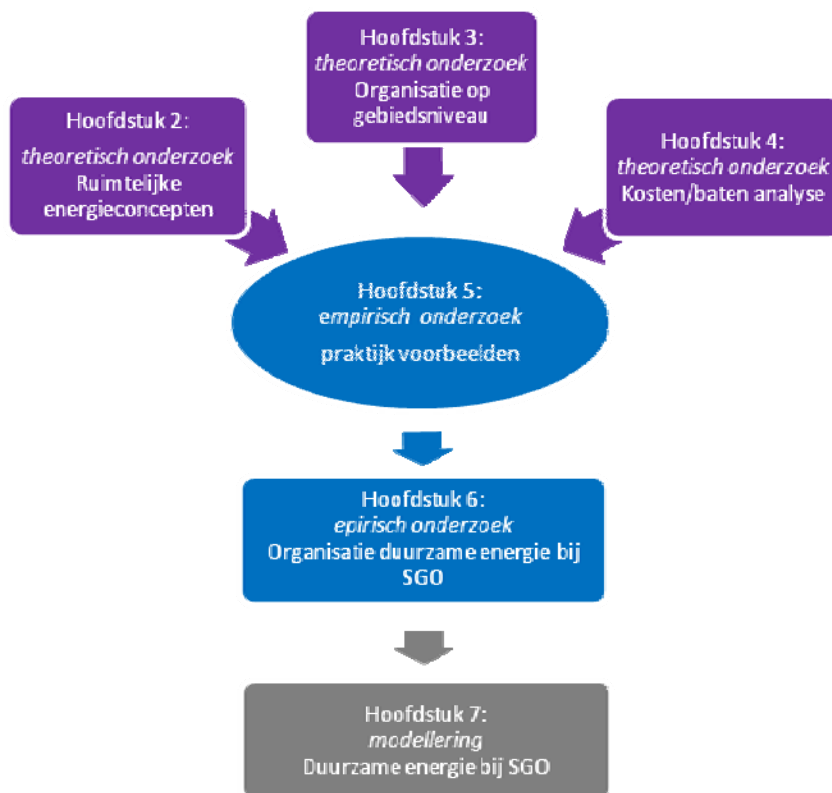 Hoofdstuk 2:
theoretisch onderzoek
Ruimtelijke
energieconcepten
Hoofdstuk 3:
theoretisch onderzoek
Organisatie op
gebiedsniveau
Hoofdstuk 4:
theoretisch onderzoek
Kosten/baten analyse
Hoofdstuk 5:
empirisch onderzoek
praktijk voorbeelden
Hoofdstuk 6:
epirisch onderzoek
Organisatie duurzame energie bij
SGO
Hoofdstuk 7:
modellering
Duurzame energie bij SGO